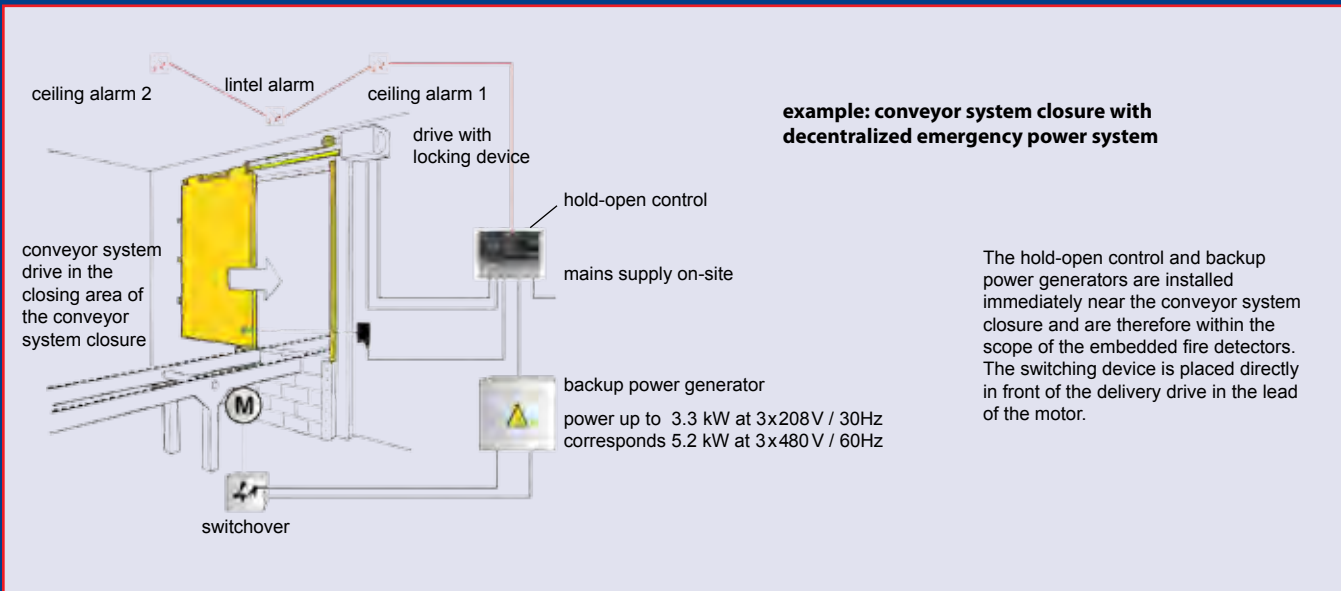 ceiling alarm 2
lintel alarm
ceiling alarm 1
drive with
locking device
example: conveyor system closure with
decentralized emergency power system
hold-open control
mains supply on-site
conveyor system
drive in the
closing area of
the conveyor
system closure
The hold-open control and backup
power generators are installed
immediately near the conveyor system
closure and are therefore within the
scope of the embedded fire detectors.
The switching device is placed directly
in front of the delivery drive in the lead
of the motor.
backup power generator
power up to 3.3 kW at 3x208V / 30Hz
corresponds 5.2 kW at 3x480V / 60Hz
M
switchover